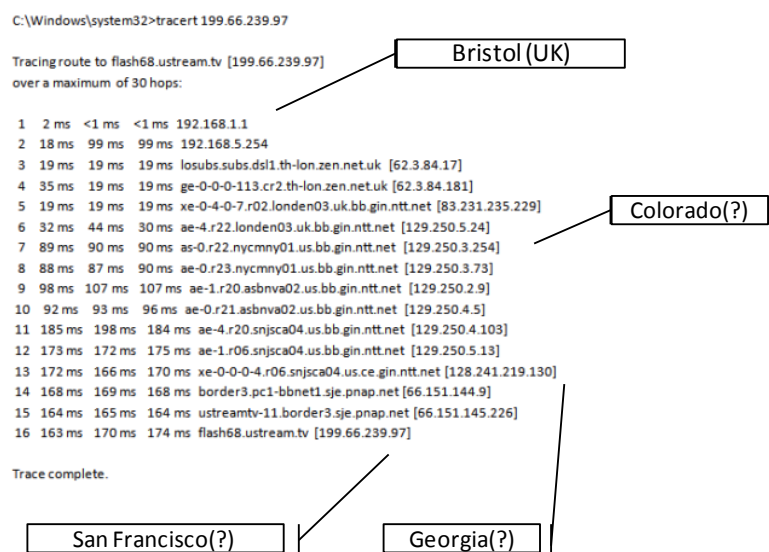 C:\Windows\system32>tracert 199.66.239.97
Bristol (UK)
Tracing route to flash68.ustream.tv [199.66.239.97]
over a maximum of 30 hops:
1 2 ms <1 ms <1 ms 192.168.1.1
2 18 ms 99 ms 99 ms 192.168.5.254
3 19 ms 19 ms 19 ms losubs.subs.dsl1.th-lon.zen.net.uk [62.3.84.17]
4 35 ms 19 ms 19 ms ge-0-0-0-113.cr2.th-lon.zen.net.uk [62.3.84.181]
5 19 ms 19 ms 19 ms xe-0-4-0-7.r02.londen03.uk.bb.gin.ntt.net [83.231.235.229]
6 32 ms 44 ms 30 ms ae-4.r22.londen03.uk.bb.gin.ntt.net [129.250.5.24]
Colorado(?)
7 89 ms 90 ms 90 ms as-0.r22.nycmny01.us.bb.gin.ntt.net [129.250.3.254]
8 88 ms 87 ms 90 ms ae-0.r23.nycmny01.us.bb.gin.ntt.net [129.250.3.73]
9 98 ms 107 ms 107 ms ae-1.r20.asbnva02.us.bb.gin.ntt.net [129.250.2.9]
10 92 ms 93 ms 96 ms ae-0.r21.asbnva02.us.bb.gin.ntt.net [129.250.4.5]
11 185 ms 198 ms 184 ms ae-4.r20.snjsca04.us.bb.gin.ntt.net [129.250.4.103]
12 173 ms 172 ms 175 ms ae-1.r06.snjsca04.us.bb.gin.ntt.net [129.250.5.13]
13 172 ms 166 ms 170 ms xe-0-0-0-4.r06.snjsca04.us.ce.gin.ntt.net [128.241.219.130]
14 168 ms 169 ms 168 ms border3.pc1-bbnet1.sje.pnap.net [66.151.144.9]
15 164 ms 165 ms 164 ms ustreamtv-11.border3.sje.pnap.net [66.151.145.226]
16 163 ms 170 ms 174 ms flash68.ustream.tv [199.66.239.97]
Trace complete.
San Francisco(?)
Georgia(?)